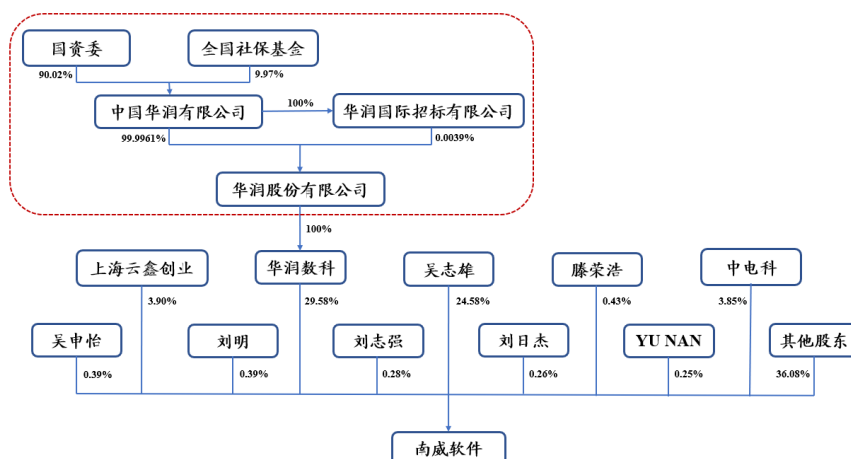 国资委
全国社保基金
90.02%
9.97%
中国华润有限公司
100%
华润国际招标有限公司
99.9961%
0.0039%
华润股份有限公司
100%
上海云鑫创业
华润数科
吴志雄
滕荣浩
中电科
3.90%
29.58%
24.58%
0.43%
3.85%
吴申怡
刘明
刘志强
刘日杰
YU NAN
其他股东
0.39%
0.39%
0.28%
0.26%
0.25%
36.08%
南威软件